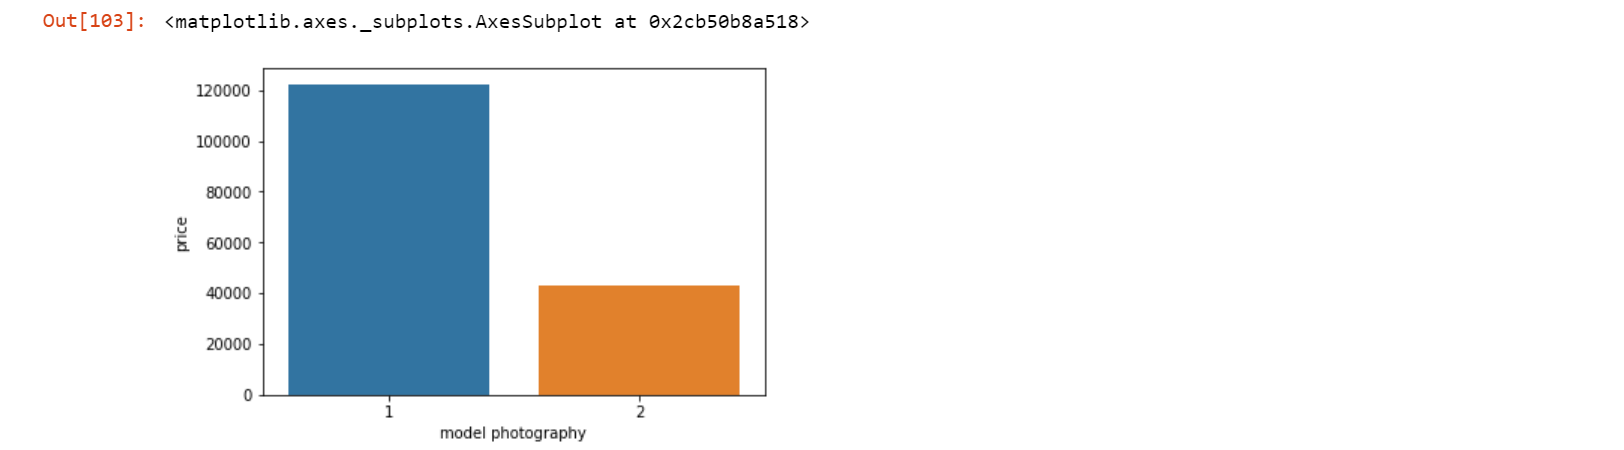 Out[103]: <matplotlib.axes._subplots.AxesSubplot at 0x2cb50b8a518>
120000
100000
80000
60000
40000
20000
0
price
1 2
model photography